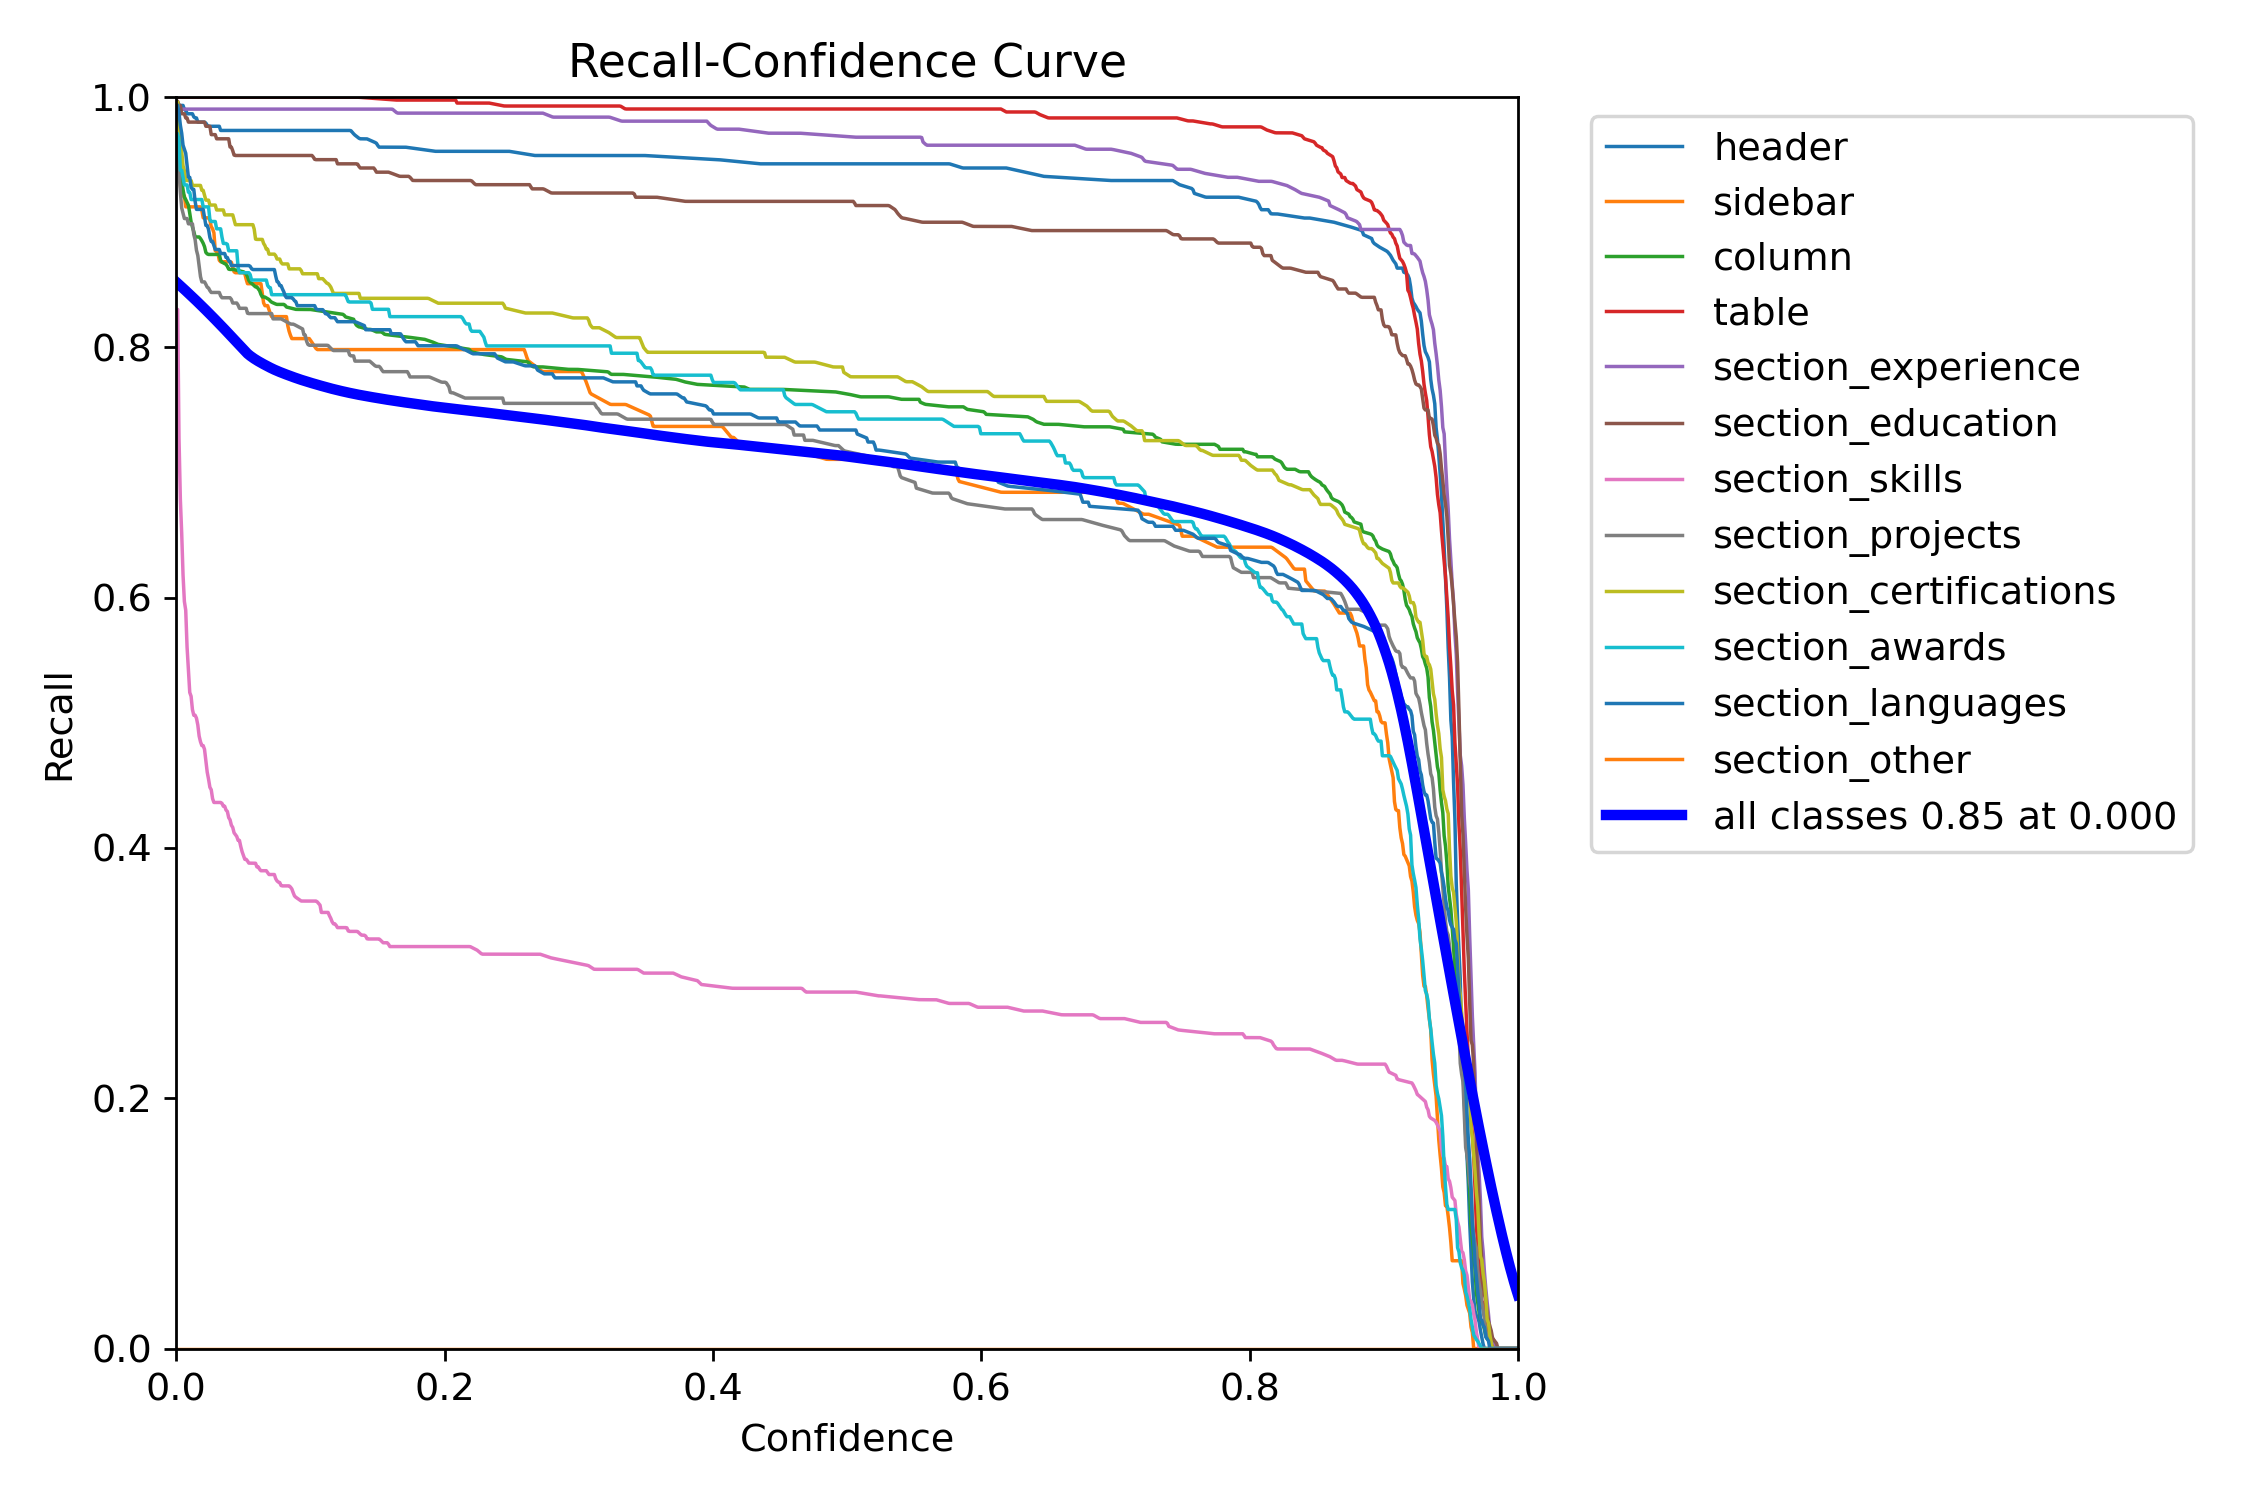 Recall-Confidence Curve
1.0
0.8
0.6
0.4
0.2
0.0
Recall
0.0 0.2 0.4 0.6 0.8 1.0
Confidence
header
sidebar
column
table
section_experience
section_education
section_skills
section_projects
section_certifications
section_awards
section_languages
section_other
all classes 0.85 at 0.000